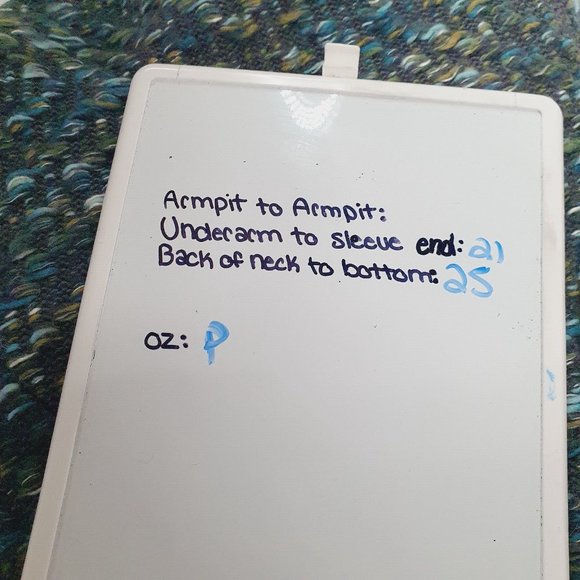 Armpit to Armpit:
Underarm to sleeve end: 21
Back of neck to bottom: 25
oz: P